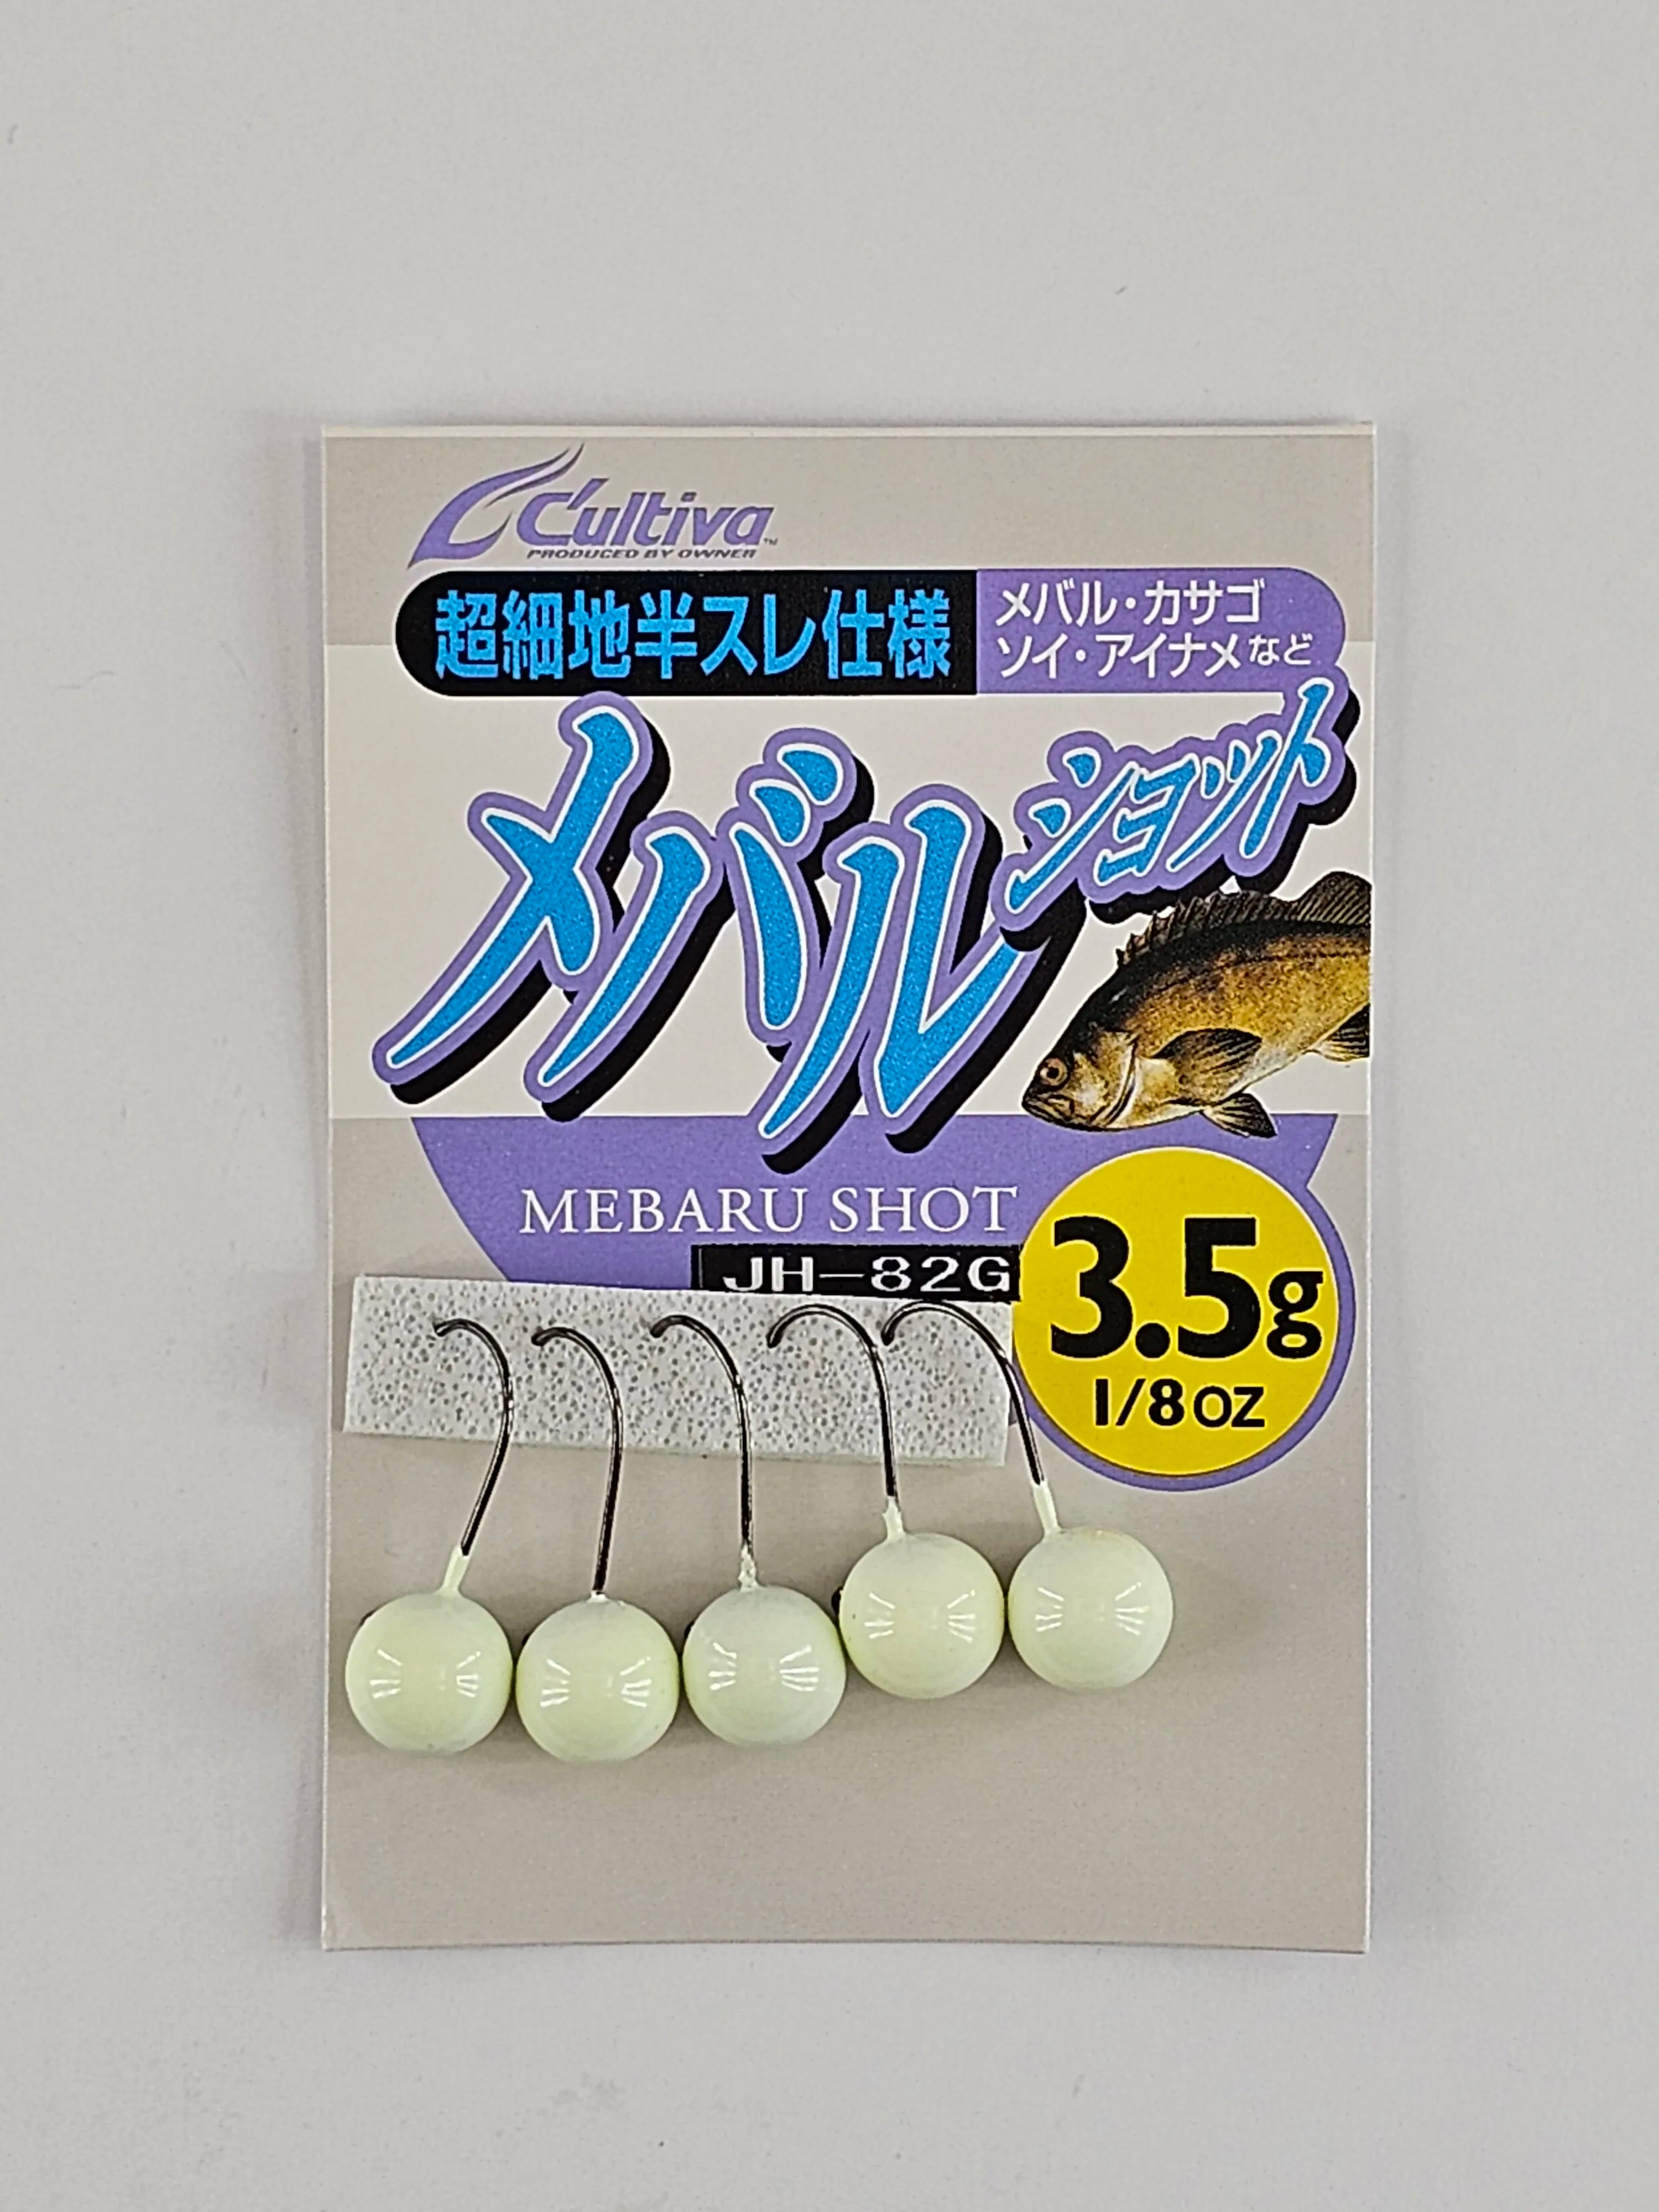 C'ultiva™
PRODUCED BY OWNER
超細地半スレ仕様
メバル・カサゴ
ソイ・アイナメなど
メバルショット
MEBARU SHOT
JH-82G
3.5g
1/8oz